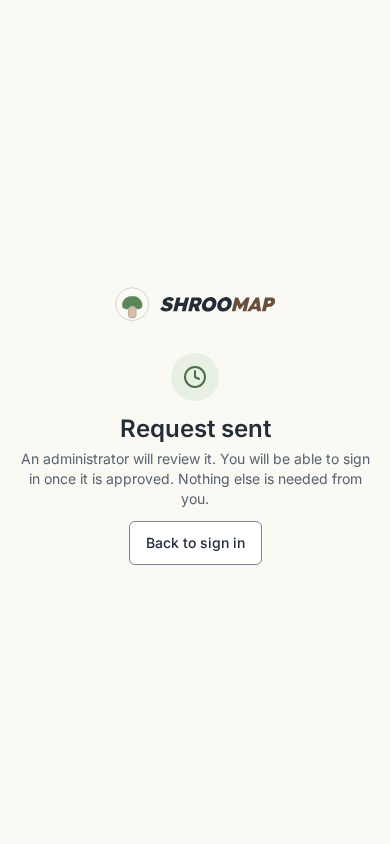 SHROOMAP
Request sent
An administrator will review it. You will be able to sign
in once it is approved. Nothing else is needed from
you.
Back to sign in